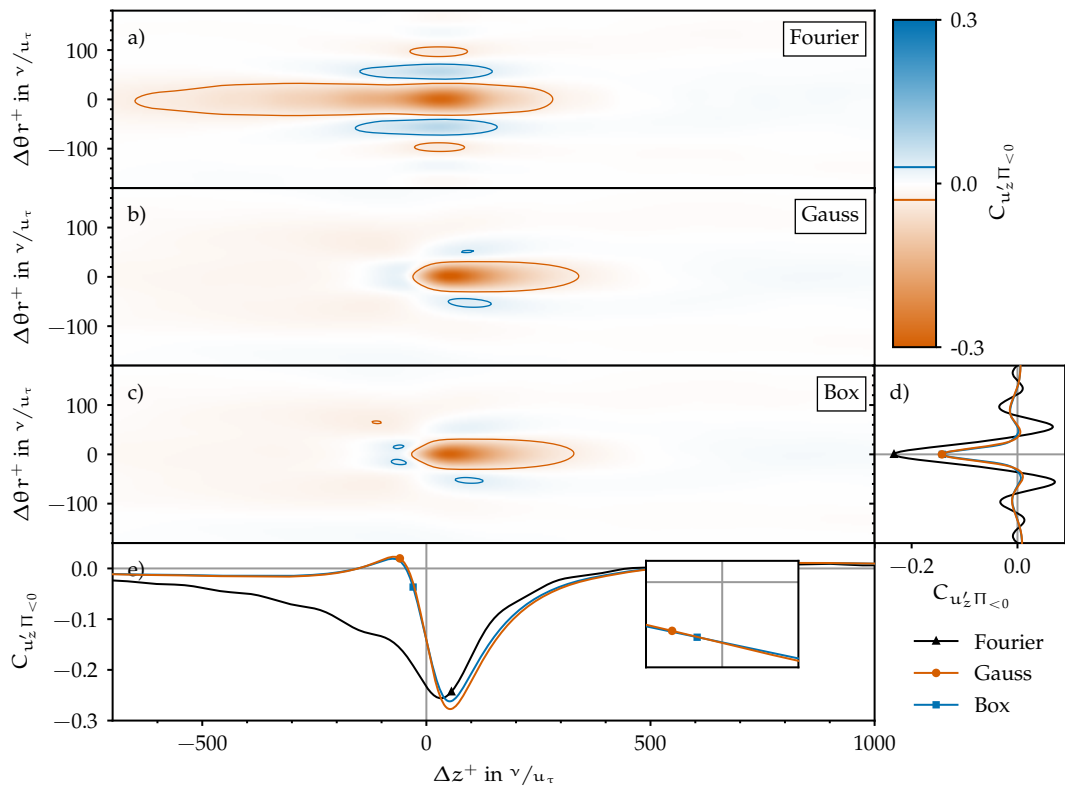 a)
Fourier
100
0
−100
Δθr⁺ in ν/u_τ
b)
Gauss
100
0
−100
Δθr⁺ in ν/u_τ
c)
Box
100
0
−100
Δθr⁺ in ν/u_τ
0.3
0.0
-0.3
C_{u′_z Π_{<0}}
d)
−0.2
0.0
C_{u′_z Π_{<0}}
e)
0.0
−0.1
−0.2
−0.3
C_{u′_z Π_{<0}}
−500
0
500
1000
Δz⁺ in ν/u_τ
Fourier
Gauss
Box